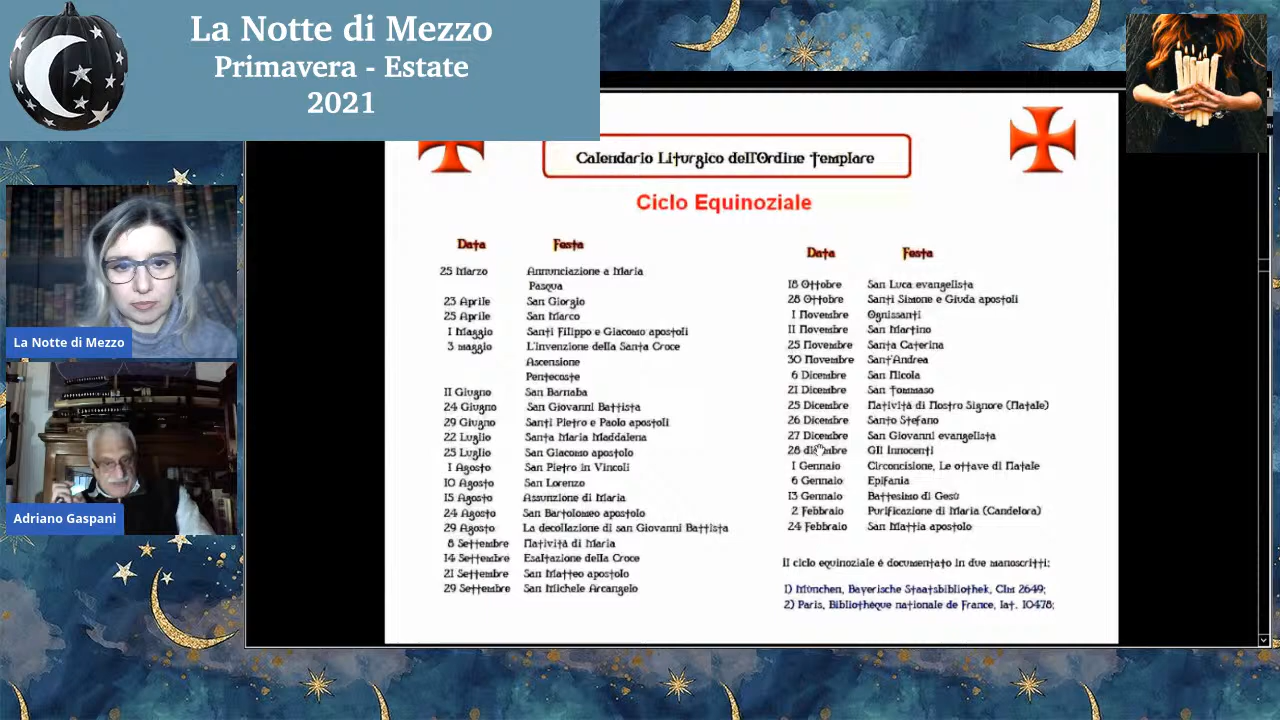 La Notte di Mezzo
Primavera - Estate
2021
Calendario Liturgico dell'Ordine Templare
Ciclo Equinoziale
Data Festa
25 Marzo Annunciazione a Maria
Pasqua
23 Aprile San Giorgio
25 Aprile San Marco
1 Maggio Santi Filippo e Giacomo apostoli
3 maggio L'Invenzione della Santa Croce
Ascensione
Pentecoste
11 Giugno San Barnaba
24 Giugno San Giovanni Battista
29 Giugno Santi Pietro e Paolo apostoli
22 Luglio Santa Maria Maddalena
25 Luglio San Giacomo apostolo
1 Agosto San Pietro in Vincoli
10 Agosto San Lorenzo
15 Agosto Assunzione di Maria
24 Agosto San Bartolomeo apostolo
29 Agosto La decollazione di san Giovanni Battista
8 Settembre Natività di Maria
14 Settembre Esaltazione della Croce
21 Settembre San Matteo apostolo
29 Settembre San Michele Arcangelo
Data Festa
18 Ottobre San Luca evangelista
28 Ottobre Santi Simone e Giuda apostoli
1 Novembre Ognissanti
11 Novembre San Martino
25 Novembre Santa Caterina
30 Novembre Sant'Andrea
6 Dicembre San Nicola
21 Dicembre San Tommaso
25 Dicembre Natività di Nostro Signore (Natale)
26 Dicembre Santo Stefano
27 Dicembre San Giovanni evangelista
28 dicembre Gli Innocenti
1 Gennaio Circoncisione, Le ottave di Natale
6 Gennaio Epifania
13 Gennaio Battesimo di Gesù
2 Febbraio Purificazione di Maria (Candelora)
24 Febbraio San Mattia apostolo
Il ciclo equinoziale è documentato in due manoscritti:
1) München, Bayerische Staatsbibliothek, Clm 2649;
2) Paris, Bibliothèque nationale de France, lat. 10478;
La Notte di Mezzo
Adriano Gaspani